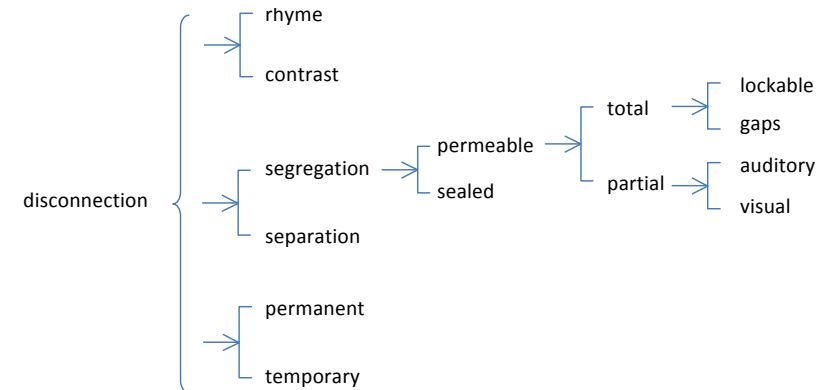 rhyme
contrast
disconnection
segregation
separation
permeable
sealed
total
partial
lockable
gaps
auditory
visual
permanent
temporary